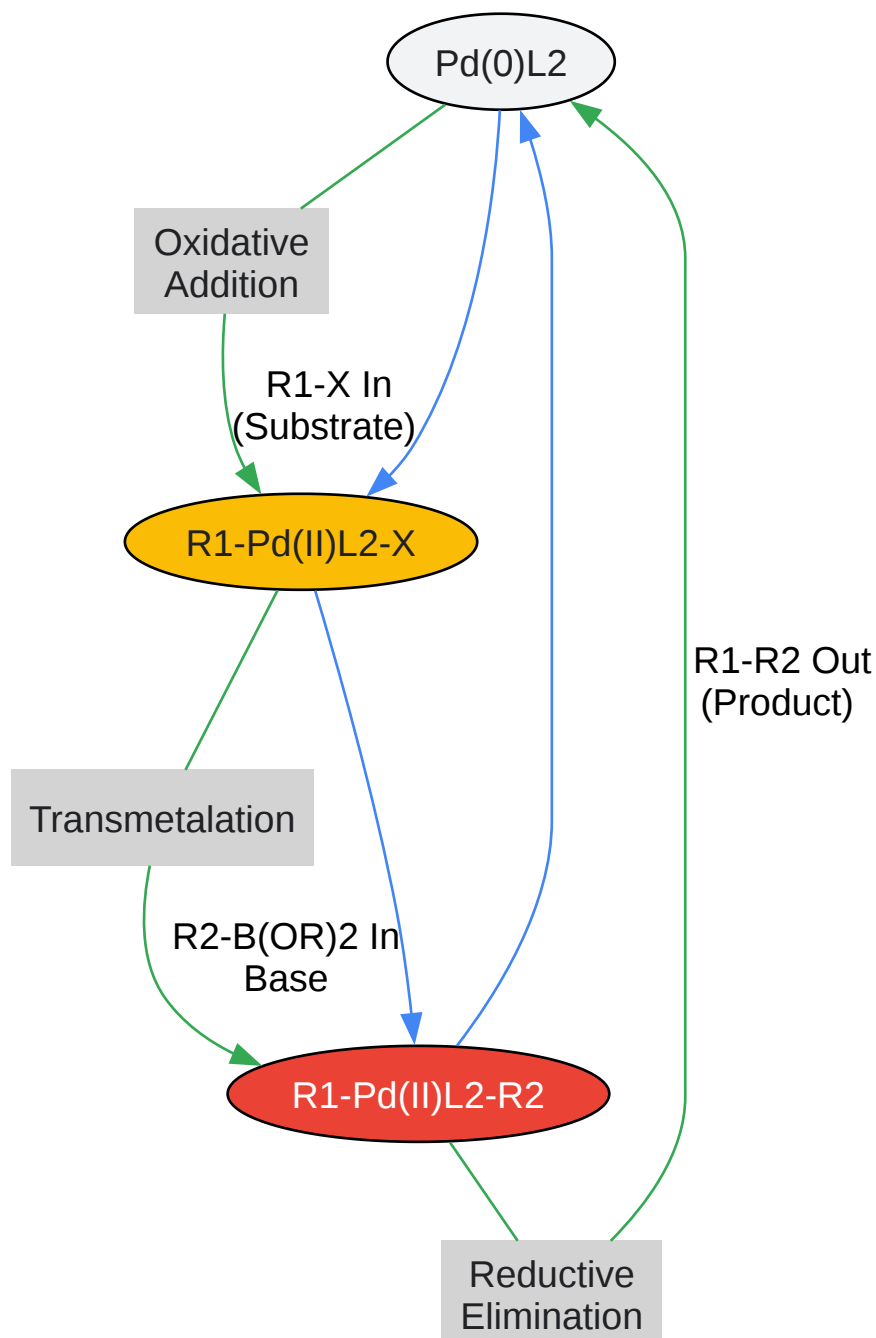 Pd(0)L2
Oxidative
Addition
R1-X In
(Substrate)
R1-Pd(II)L2-X
R1-R2 Out
(Product)
Transmetalation
R2-B(OR)2 In
Base
R1-Pd(II)L2-R2
Reductive
Elimination